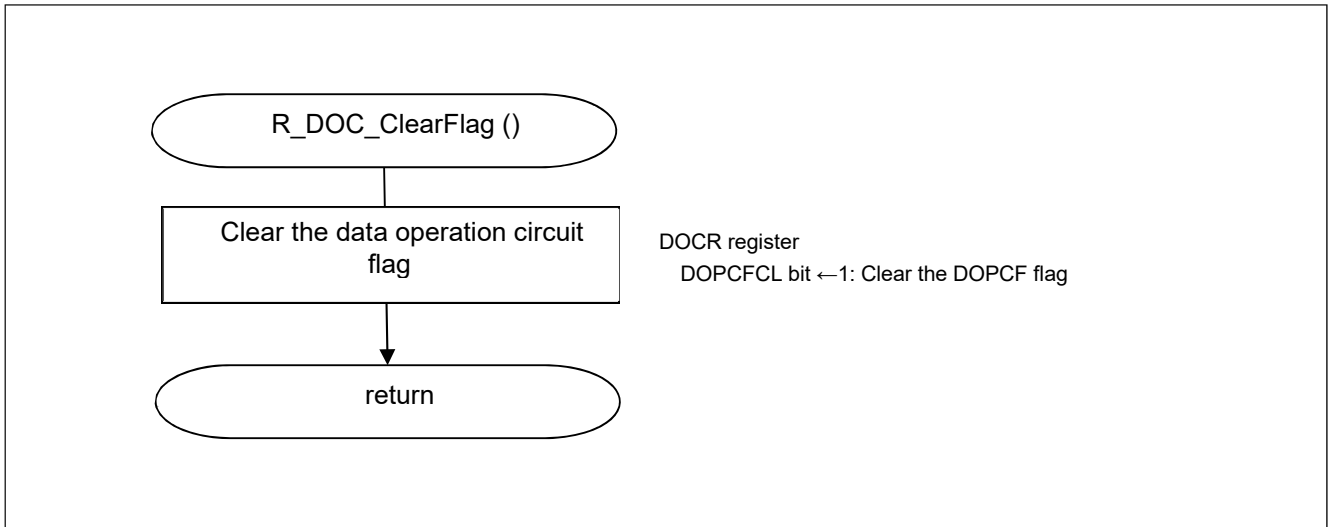 R_DOC_ClearFlag ()
Clear the data operation circuit
flag
DOCR register
DOPCFCL bit ←1: Clear the DOPCF flag
return